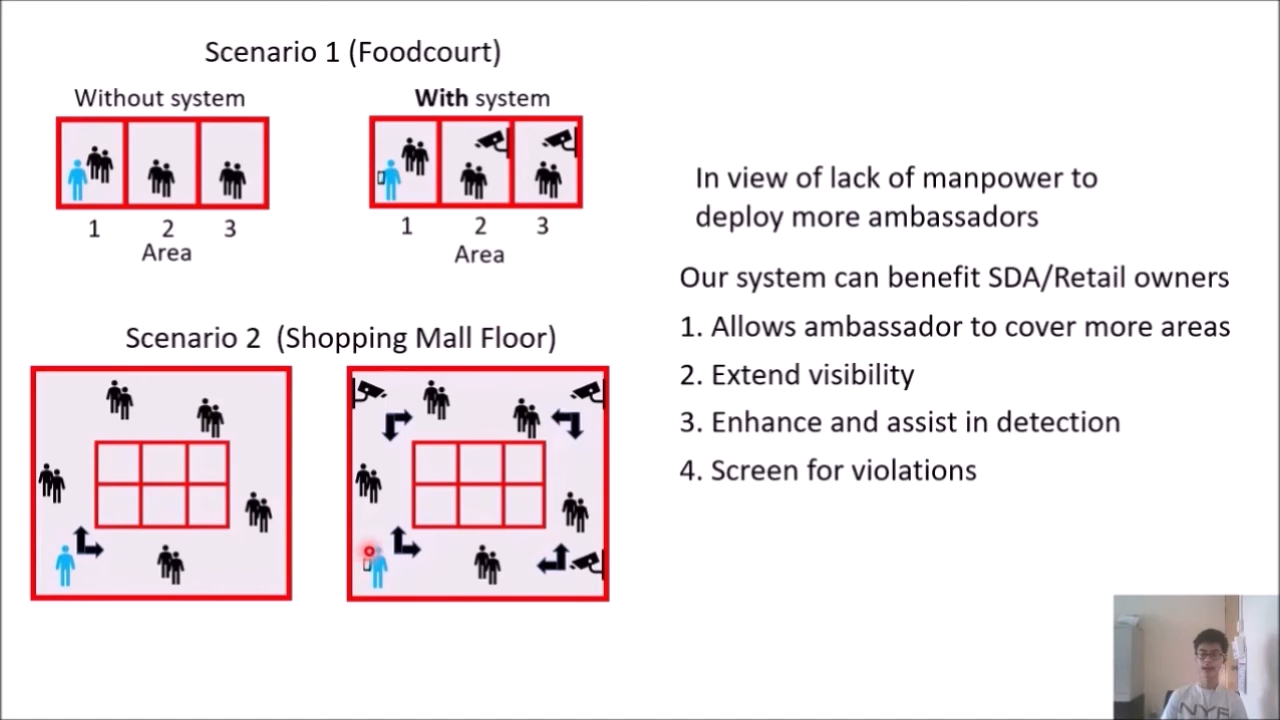 Scenario 1 (Foodcourt)
Without system
With system
1 2 3
Area
1 2 3
Area
In view of lack of manpower to
deploy more ambassadors
Our system can benefit SDA/Retail owners
1. Allows ambassador to cover more areas
2. Extend visibility
3. Enhance and assist in detection
4. Screen for violations
Scenario 2 (Shopping Mall Floor)